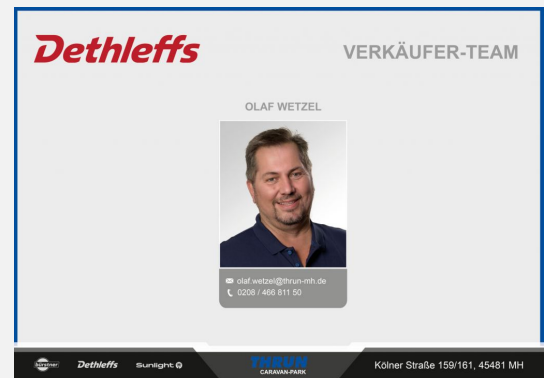 Dethleffs
VERKÄUFER-TEAM
OLAF WETZEL
olaf.wetzel@thrun-mh.de
0208 / 466 811 50
bürstner
Dethleffs
Sunlight
THRUN
CARAVAN-PARK
Kölner Straße 159/161, 45481 MH